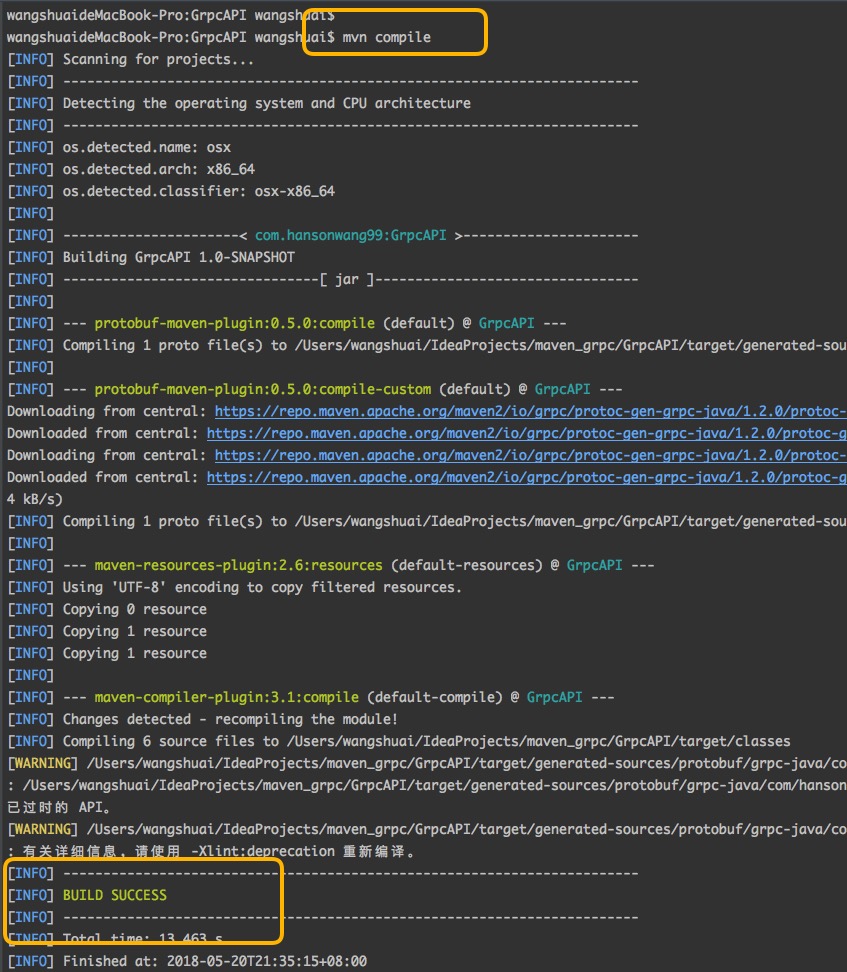 wangshuaideMacBook-Pro:GrpcAPI wangshuai$
wangshuaideMacBook-Pro:GrpcAPI wangshuai$ mvn compile
[INFO] Scanning for projects...
[INFO] ------------------------------------------------------------------------
[INFO] Detecting the operating system and CPU architecture
[INFO] ------------------------------------------------------------------------
[INFO] os.detected.name: osx
[INFO] os.detected.arch: x86_64
[INFO] os.detected.classifier: osx-x86_64
[INFO]
[INFO] ----------------------< com.hansonwang99:GrpcAPI >----------------------
[INFO] Building GrpcAPI 1.0-SNAPSHOT
[INFO] --------------------------------[ jar ]---------------------------------
[INFO]
[INFO] --- protobuf-maven-plugin:0.5.0:compile (default) @ GrpcAPI ---
[INFO] Compiling 1 proto file(s) to /Users/wangshuai/IdeaProjects/maven_grpc/GrpcAPI/target/generated-sou
[INFO]
[INFO] --- protobuf-maven-plugin:0.5.0:compile-custom (default) @ GrpcAPI ---
Downloading from central: https://repo.maven.apache.org/maven2/io/grpc/protoc-gen-grpc-java/1.2.0/protoc-
Downloaded from central: https://repo.maven.apache.org/maven2/io/grpc/protoc-gen-grpc-java/1.2.0/protoc-g
Downloading from central: https://repo.maven.apache.org/maven2/io/grpc/protoc-gen-grpc-java/1.2.0/protoc-
Downloaded from central: https://repo.maven.apache.org/maven2/io/grpc/protoc-gen-grpc-java/1.2.0/protoc-g
4 kB/s)
[INFO] Compiling 1 proto file(s) to /Users/wangshuai/IdeaProjects/maven_grpc/GrpcAPI/target/generated-sou
[INFO]
[INFO] --- maven-resources-plugin:2.6:resources (default-resources) @ GrpcAPI ---
[INFO] Using 'UTF-8' encoding to copy filtered resources.
[INFO] Copying 0 resource
[INFO] Copying 1 resource
[INFO] Copying 1 resource
[INFO]
[INFO] --- maven-compiler-plugin:3.1:compile (default-compile) @ GrpcAPI ---
[INFO] Changes detected - recompiling the module!
[INFO] Compiling 6 source files to /Users/wangshuai/IdeaProjects/maven_grpc/GrpcAPI/target/classes
[WARNING] /Users/wangshuai/IdeaProjects/maven_grpc/GrpcAPI/target/generated-sources/protobuf/grpc-java/co
: /Users/wangshuai/IdeaProjects/maven_grpc/GrpcAPI/target/generated-sources/protobuf/grpc-java/com/hanson
已过时的 API。
[WARNING] /Users/wangshuai/IdeaProjects/maven_grpc/GrpcAPI/target/generated-sources/protobuf/grpc-java/co
: 有关详细信息, 请使用 -Xlint:deprecation 重新编译。
[INFO] ------------------------------------------------------------------------
[INFO] BUILD SUCCESS
[INFO] ------------------------------------------------------------------------
[INFO] Total time: 13.463 s
[INFO] Finished at: 2018-05-20T21:35:15+08:00